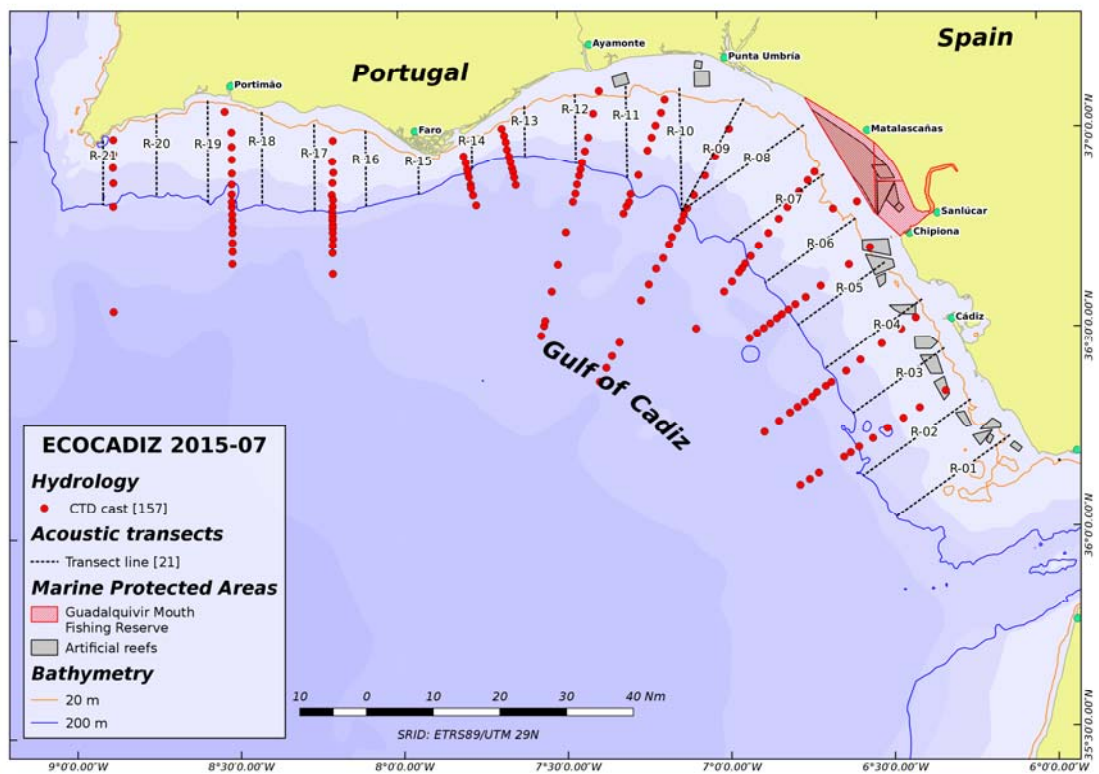 Spain
Portugal
Ayamonte
Punta Umbría
Portimão
Faro
Matalascañas
Sanlúcar
Chipiona
Cádiz
R-21
R-20
R-19
R-18
R-17
R-16
R-15
R-14
R-13
R-12
R-11
R-10
R-09
R-08
R-07
R-06
R-05
R-04
R-03
R-02
R-01
Gulf of Cadiz
ECOCADIZ 2015-07
Hydrology
CTD cast [157]
Acoustic transects
Transect line [21]
Marine Protected Areas
Guadalquivir Mouth
Fishing Reserve
Artificial reefs
Bathymetry
20 m
200 m
10 0 10 20 30 40 Nm
SRID: ETRS89/UTM 29N
37°0'0.00"N
36°30'0.00"N
36°0'0.00"N
35°30'0.00"N
9°0'0.00"W
8°30'0.00"W
8°0'0.00"W
7°30'0.00"W
7°0'0.00"W
6°30'0.00"W
6°0'0.00"W